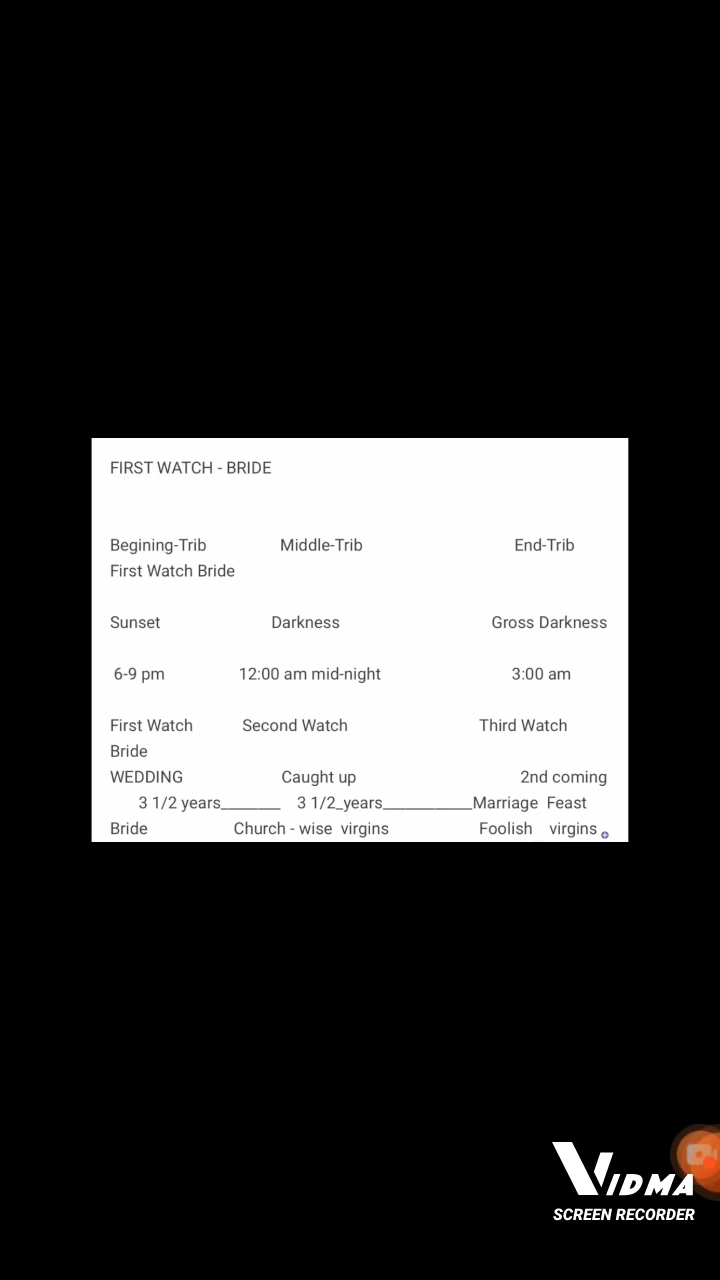 FIRST WATCH - BRIDE
Begining-Trib Middle-Trib End-Trib
First Watch Bride
Sunset Darkness Gross Darkness
6-9 pm 12:00 am mid-night 3:00 am
First Watch Second Watch Third Watch
Bride
WEDDING Caught up 2nd coming
3 1/2 years_______ 3 1/2_years__________Marriage Feast
Bride Church - wise virgins Foolish virgins
VIDMA
SCREEN RECORDER